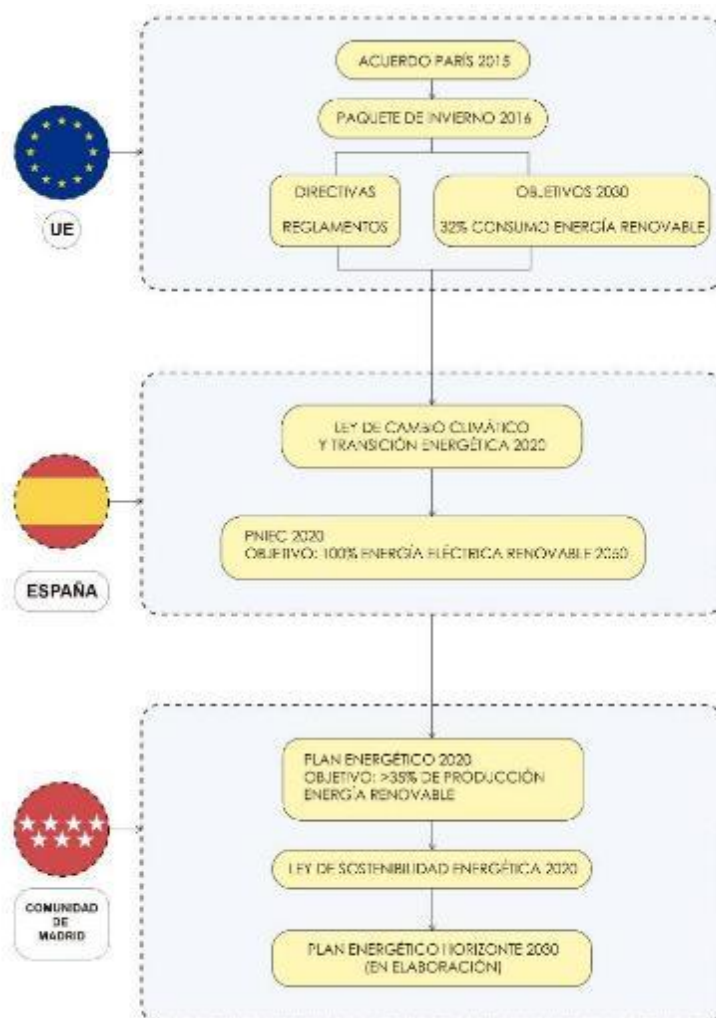 ACUERDO PARÍS 2015
PAQUETE DE INVIERNO 2016
DIRECTIVAS
REGLAMENTOS
OBJETIVOS 2030
32% CONSUMO ENERGÍA RENOVABLE
UE
LEY DE CAMBIO CLIMÁTICO
Y TRANSICIÓN ENERGÉTICA 2020
PNIEC 2020
OBJETIVO: 100% ENERGÍA ELÉCTRICA RENOVABLE 2050
ESPAÑA
PLAN ENERGÉTICO 2020
OBJETIVO: >35% DE PRODUCCIÓN
ENERGÍA RENOVABLE
LEY DE SOSTENIBILIDAD ENERGÉTICA 2020
PLAN ENERGÉTICO HORIZONTE 2030
(EN ELABORACIÓN)
COMUNIDAD
DE
MADRID